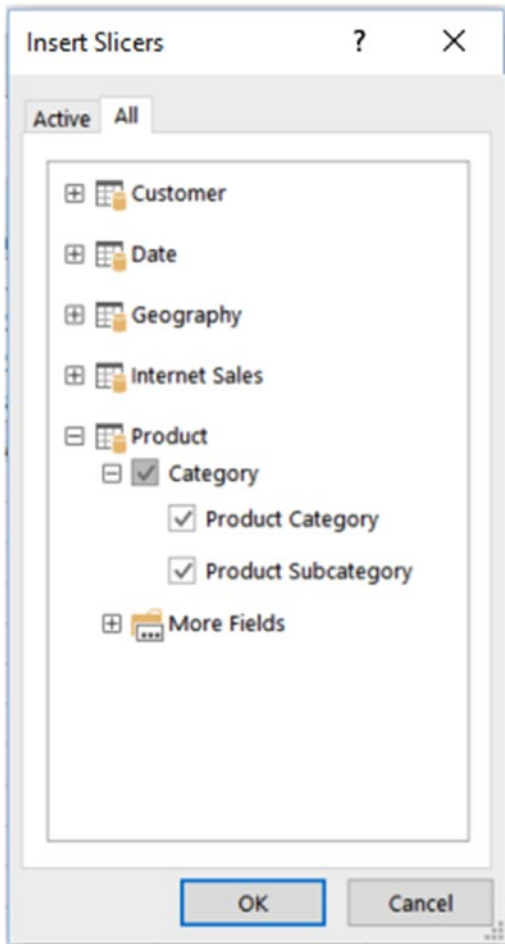 Insert Slicers ?
Active All
Customer
Date
Geography
Internet Sales
Product
Category
Product Category
Product Subcategory
More Fields
OK Cancel